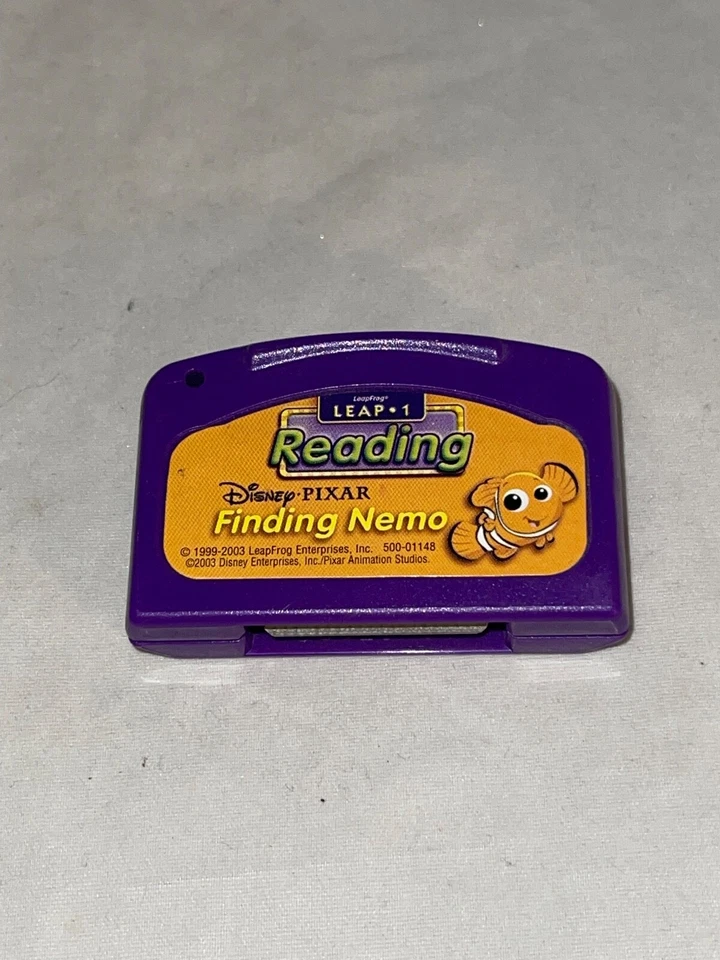 LeapFrog®
LEAP • 1
Reading
Disney • PIXAR
Finding Nemo
© 1999-2003 LeapFrog Enterprises, Inc. 500-01148
©2003 Disney Enterprises, Inc./Pixar Animation Studios.